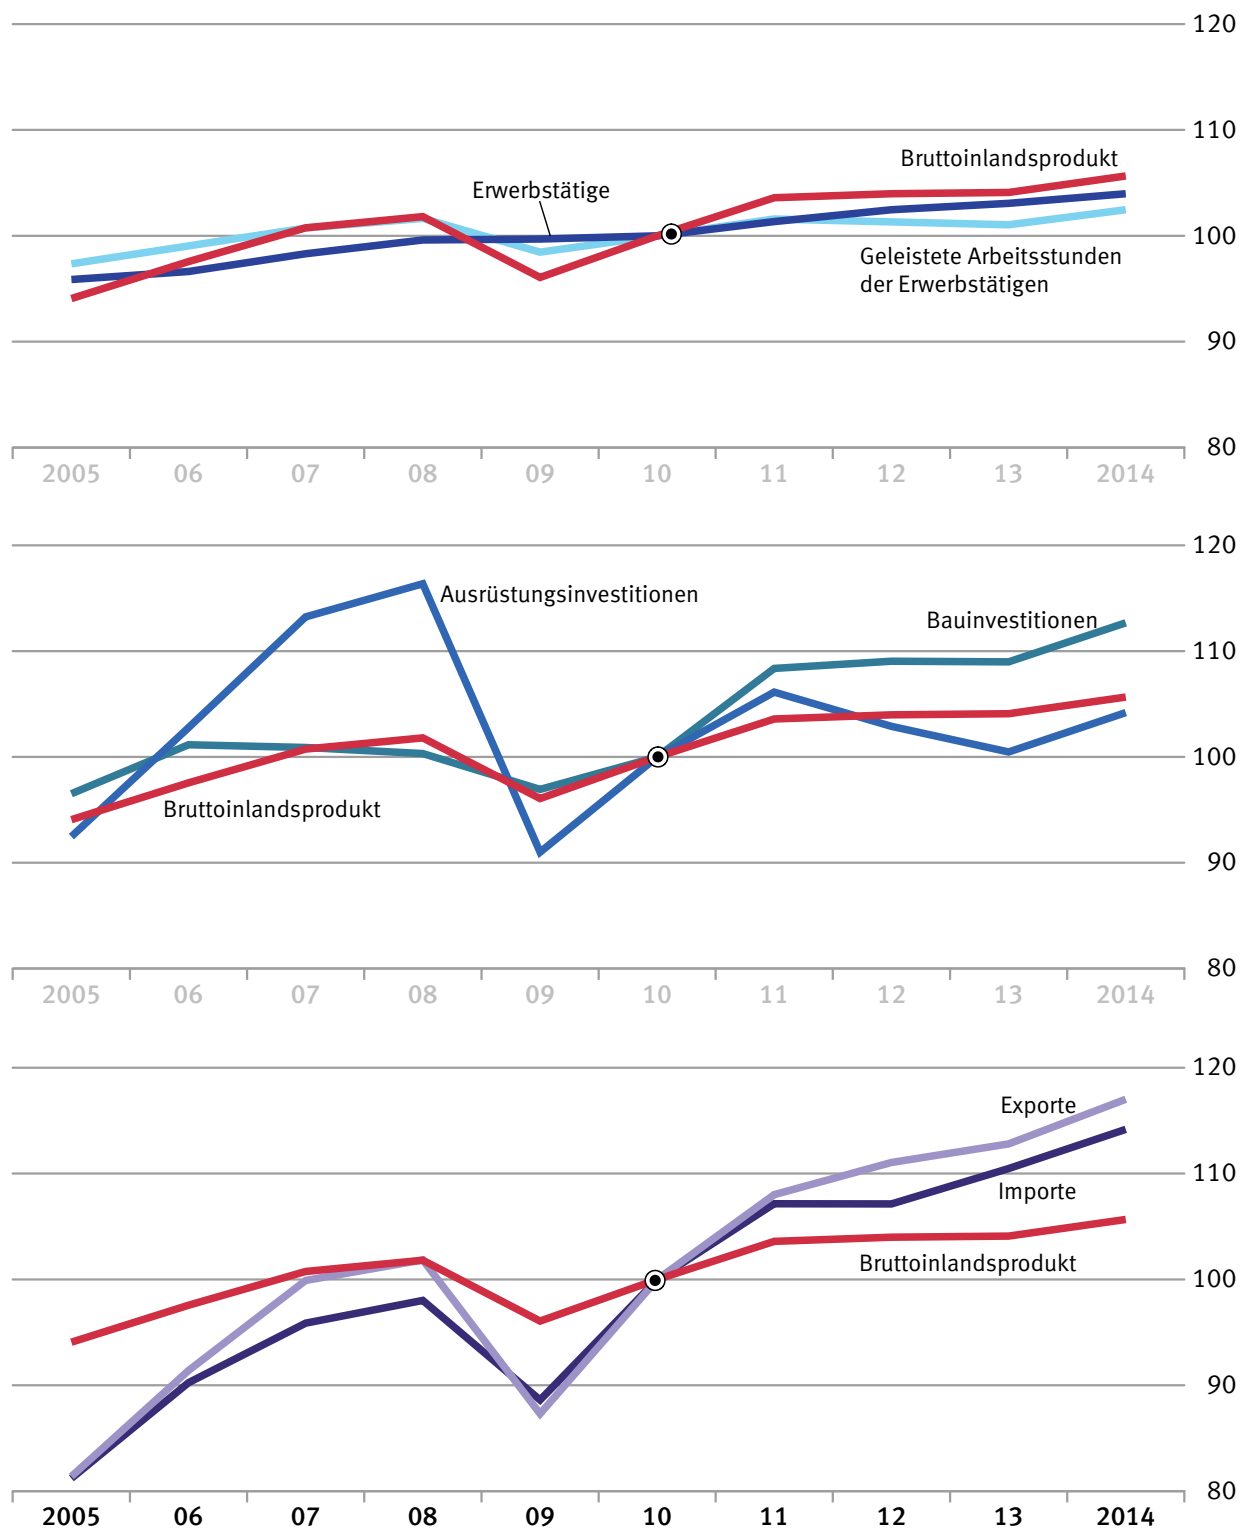 120
110
Bruttoinlandsprodukt
Erwerbstätige
100
Geleistete Arbeitsstunden
der Erwerbstätigen
90
80
2005 06 07 08 09 10 11 12 13 2014
120
Ausrüstungsinvestitionen
Bauinvestitionen
110
100
Bruttoinlandsprodukt
90
80
2005 06 07 08 09 10 11 12 13 2014
120
Exporte
110
Importe
Bruttoinlandsprodukt
100
90
80
2005 06 07 08 09 10 11 12 13 2014